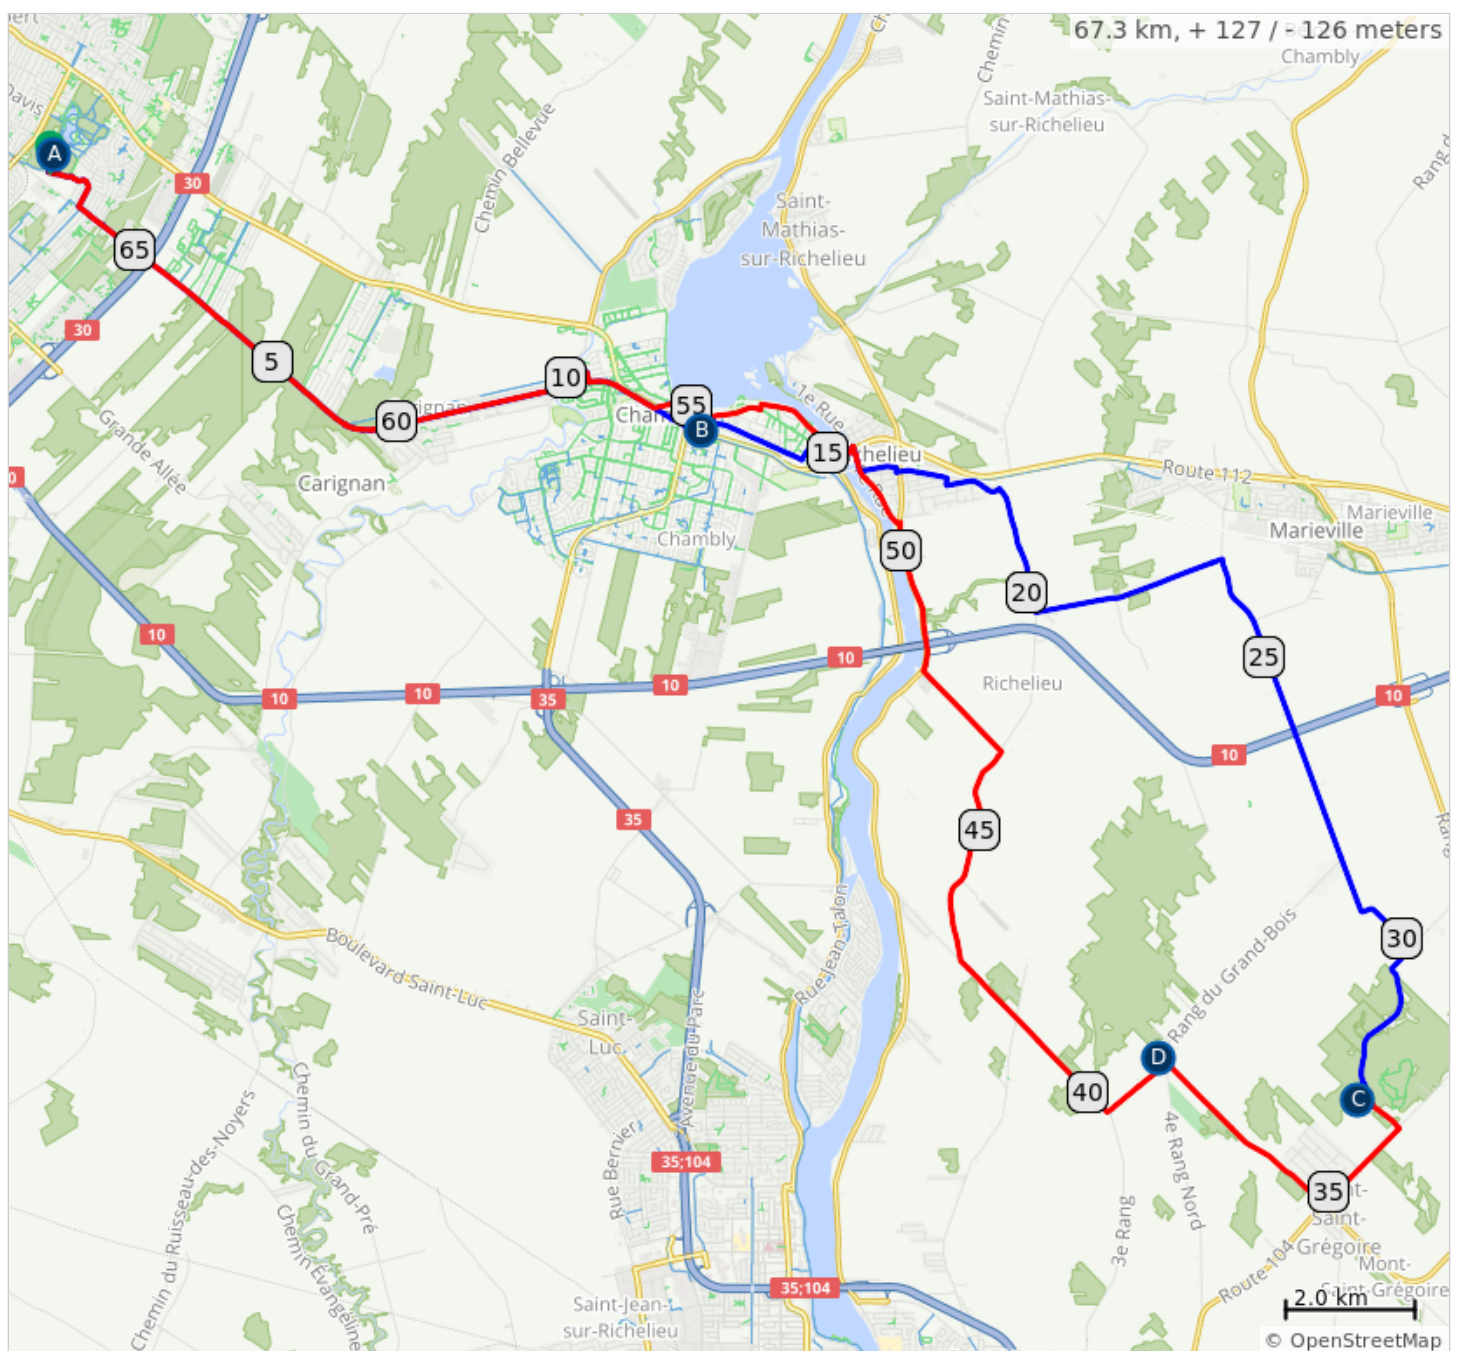 67.3 km, + 127 / - 126 meters
Chambly
Chemin
Saint-Mathias-
sur-Richelieu
Davis
A
30
Chemin Bellevue
Saint-
Mathias-
sur-Richelieu
65
30
5
10
60
55
B
1e Rue
15
Route 112
Grande Allée
Carignan
Marieville
Marieville
Chambly
50
20
10
25
10
Richelieu
10
10
10
35
10
10
35
45
Rue Jean-Talon
Boulevard Saint-Luc
Rang du Grand-Bois
30
Saint-
Luc
Avenue du Parc
D
C
40
Chemin du Grand-Pré
Chemin du Ruisseau-des-Noyers
Rue Bernier
4e Rang Nord
35;104
35
Saint-
Grégoire
3e Rang
Route 104
Mont-
Saint-Grégoire
Chemin Évangéline
35;104
Saint-Jean-
sur-Richelieu
2.0 km
© OpenStreetMap